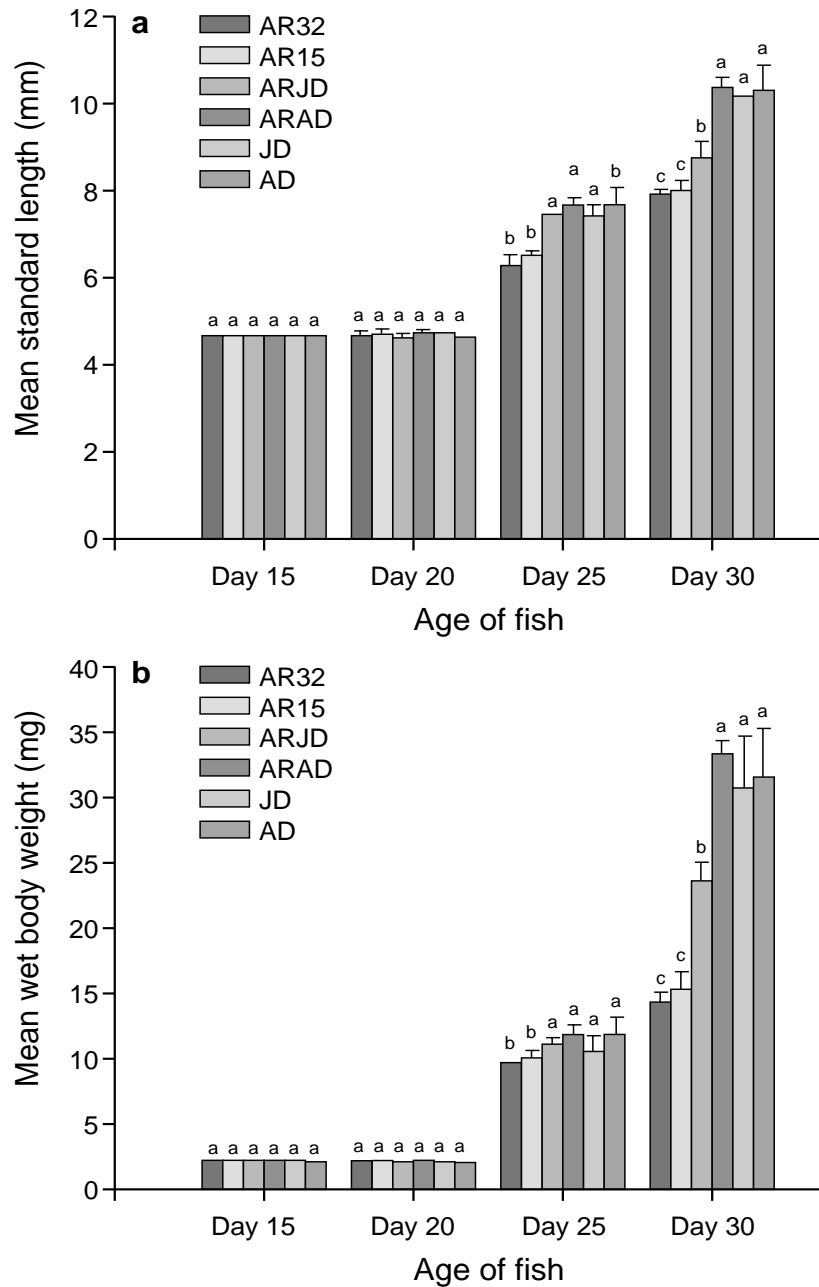 a
AR32
AR15
ARJD
ARAD
JD
AD
Mean standard length (mm)
12
10
8
6
4
2
0
a a a a a a
a a a a a a
b b a a a b
c c b a a a
Day 15 Day 20 Day 25 Day 30
Age of fish
b
AR32
AR15
ARJD
ARAD
JD
AD
Mean wet body weight (mg)
40
35
30
25
20
15
10
5
0
a a a a a a
a a a a a a
b b a a a a
c c b a a a
Day 15 Day 20 Day 25 Day 30
Age of fish